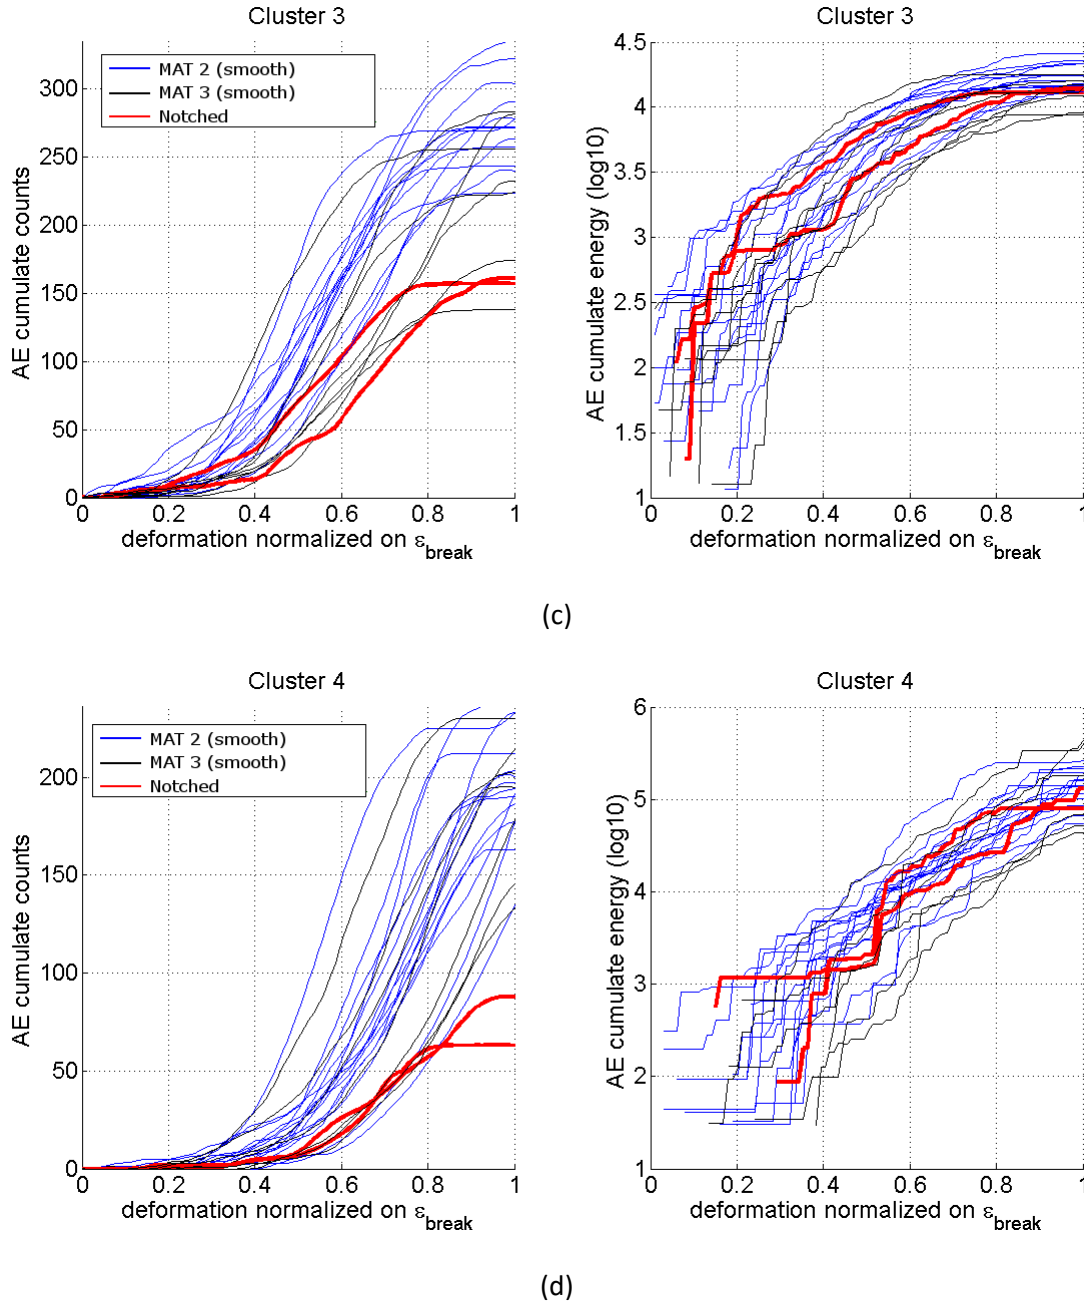 Cluster 3
300
250
200
150
100
50
0
AE cumulate counts
MAT 2 (smooth)
MAT 3 (smooth)
Notched
0 0.2 0.4 0.6 0.8 1
deformation normalized on ε_break
Cluster 3
4.5
4
3.5
3
2.5
2
1.5
1
AE cumulate energy (log10)
0 0.2 0.4 0.6 0.8 1
deformation normalized on ε_break
(c)
Cluster 4
200
150
100
50
0
AE cumulate counts
MAT 2 (smooth)
MAT 3 (smooth)
Notched
0 0.2 0.4 0.6 0.8 1
deformation normalized on ε_break
Cluster 4
6
5
4
3
2
1
AE cumulate energy (log10)
0 0.2 0.4 0.6 0.8 1
deformation normalized on ε_break
(d)